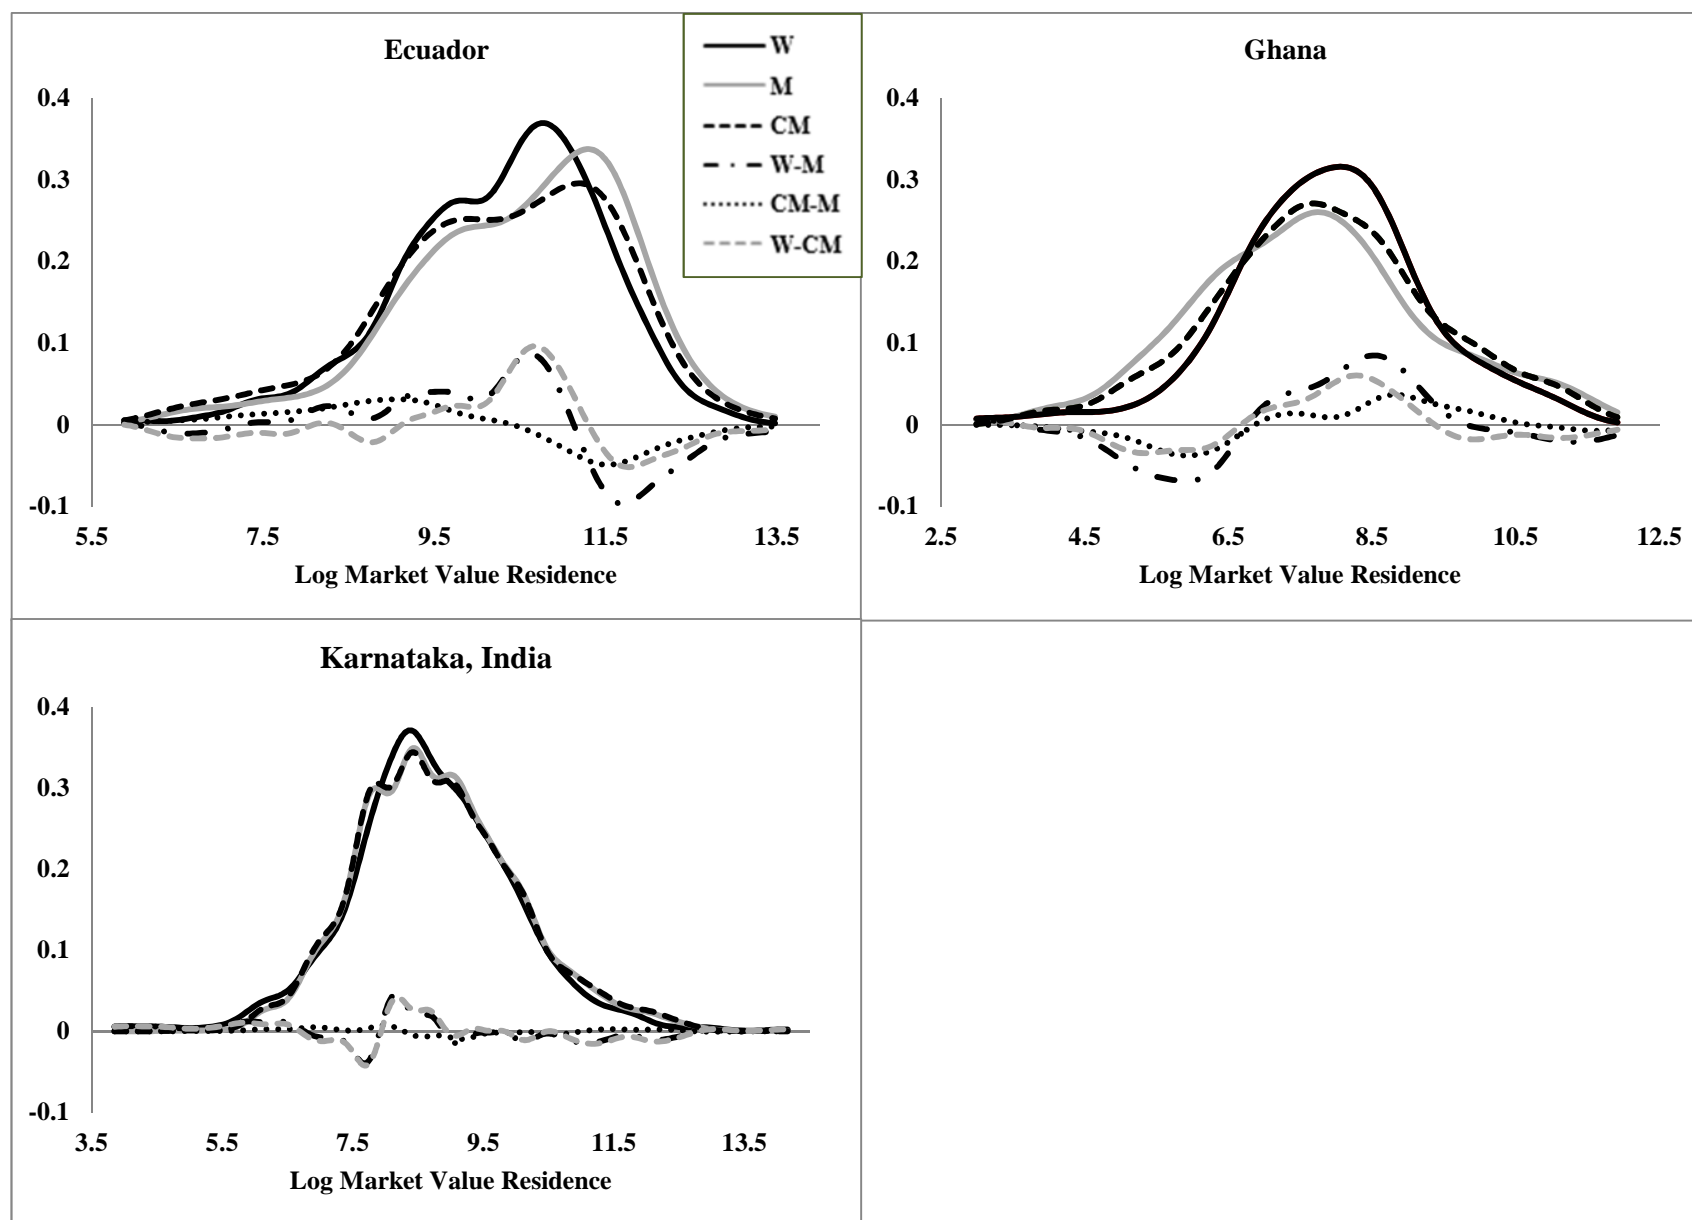 Ecuador
W
M
CM
W-M
CM-M
W-CM
0.4
0.3
0.2
0.1
0
-0.1
5.5 7.5 9.5 11.5 13.5
Log Market Value Residence
Ghana
0.4
0.3
0.2
0.1
0
-0.1
2.5 4.5 6.5 8.5 10.5 12.5
Log Market Value Residence
Karnataka, India
0.4
0.3
0.2
0.1
0
-0.1
3.5 5.5 7.5 9.5 11.5 13.5
Log Market Value Residence